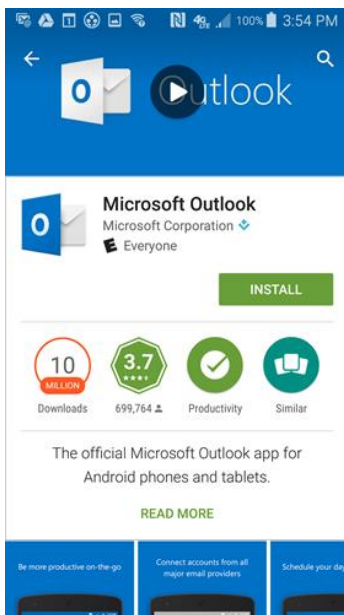 100% 3:54 PM
Outlook
Microsoft Outlook
Microsoft Corporation
E Everyone
INSTALL
10
MILLION
Downloads
3.7
699,764
Productivity
Similar
The official Microsoft Outlook app for
Android phones and tablets.
READ MORE
Be more productive on-the-go
Connect accounts from all
major email providers
Schedule your day